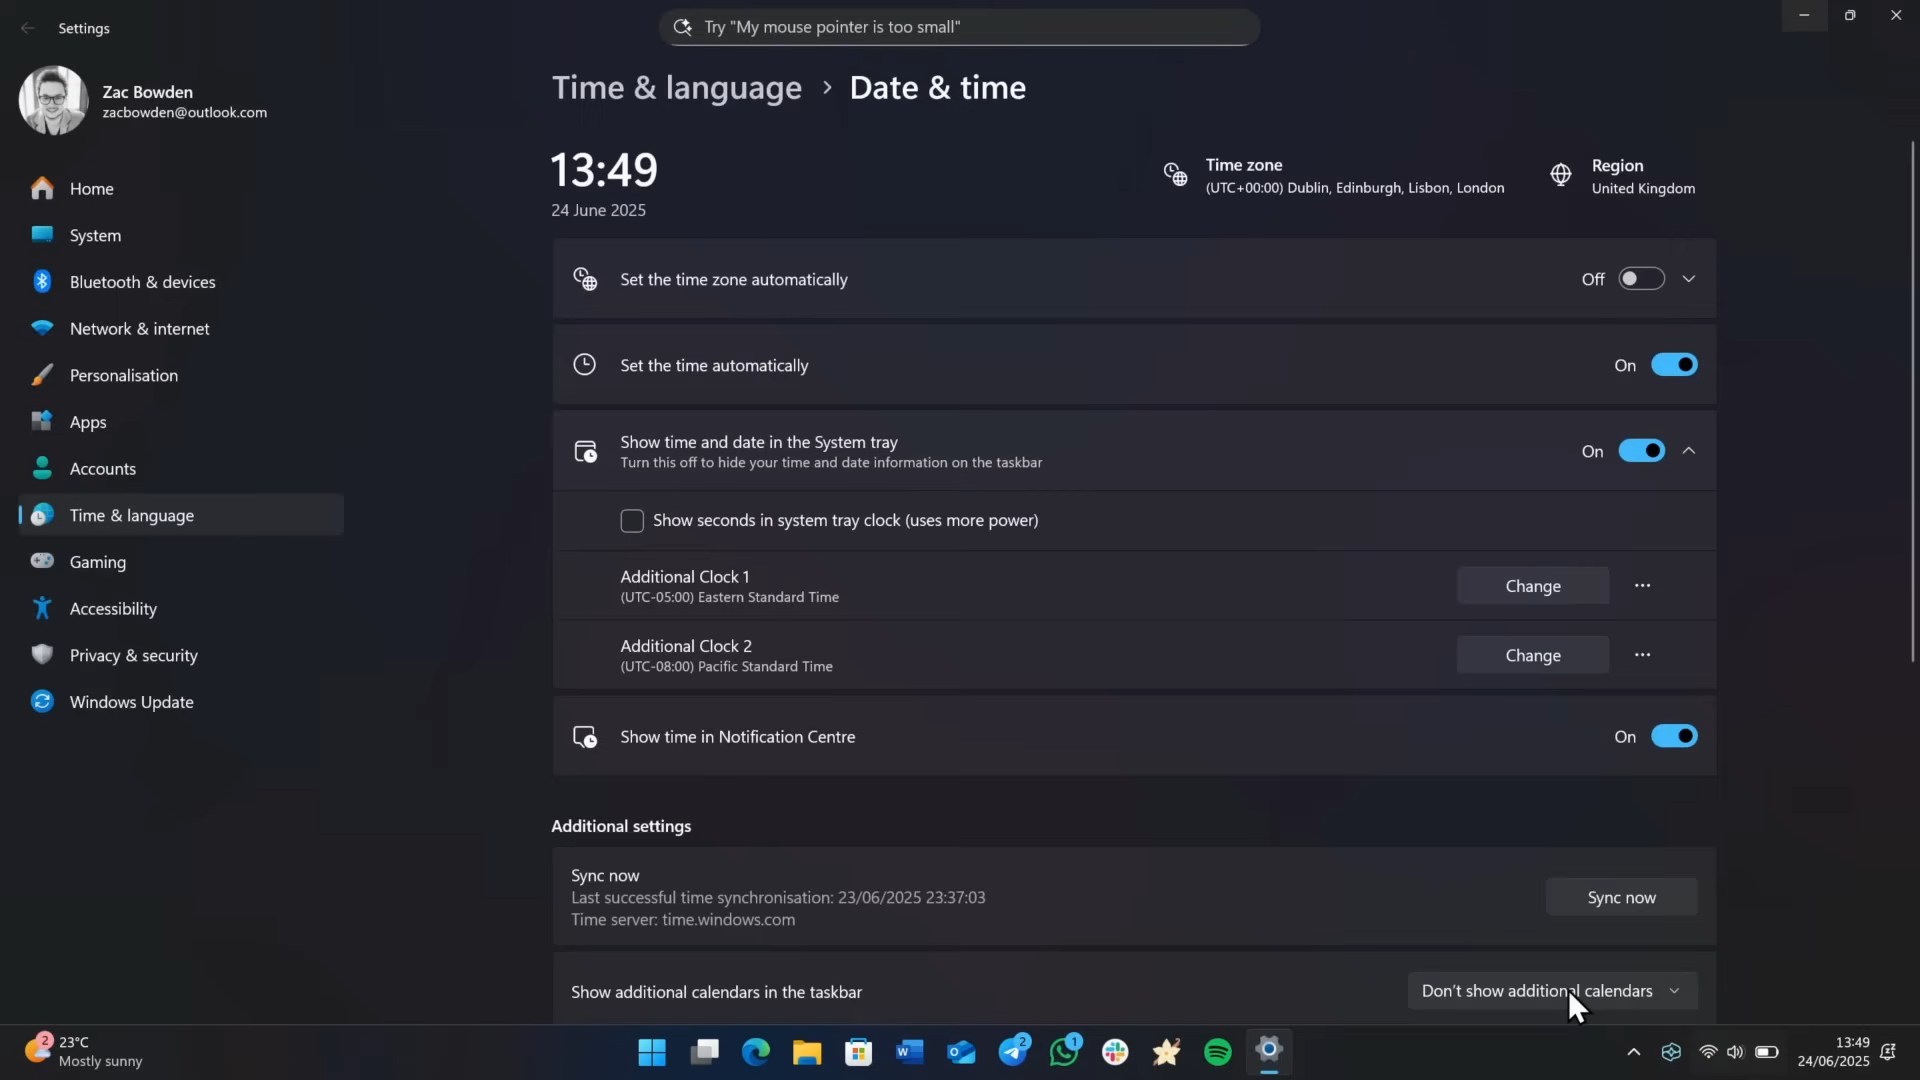 Settings
Try "My mouse pointer is too small"
Zac Bowden
zacbowden@outlook.com
Home
System
Bluetooth & devices
Network & internet
Personalisation
Apps
Accounts
Time & language
Gaming
Accessibility
Privacy & security
Windows Update
Time & language › Date & time
13:49
24 June 2025
Time zone
(UTC+00:00) Dublin, Edinburgh, Lisbon, London
Region
United Kingdom
Set the time zone automatically
Off
Set the time automatically
On
Show time and date in the System tray
Turn this off to hide your time and date information on the taskbar
On
Show seconds in system tray clock (uses more power)
Additional Clock 1
(UTC-05:00) Eastern Standard Time
Change
Additional Clock 2
(UTC-08:00) Pacific Standard Time
Change
Show time in Notification Centre
On
Additional settings
Sync now
Last successful time synchronisation: 23/06/2025 23:37:03
Time server: time.windows.com
Sync now
Show additional calendars in the taskbar
Don't show additional calendars
2
23°C
Mostly sunny
2
1
13:49
24/06/2025